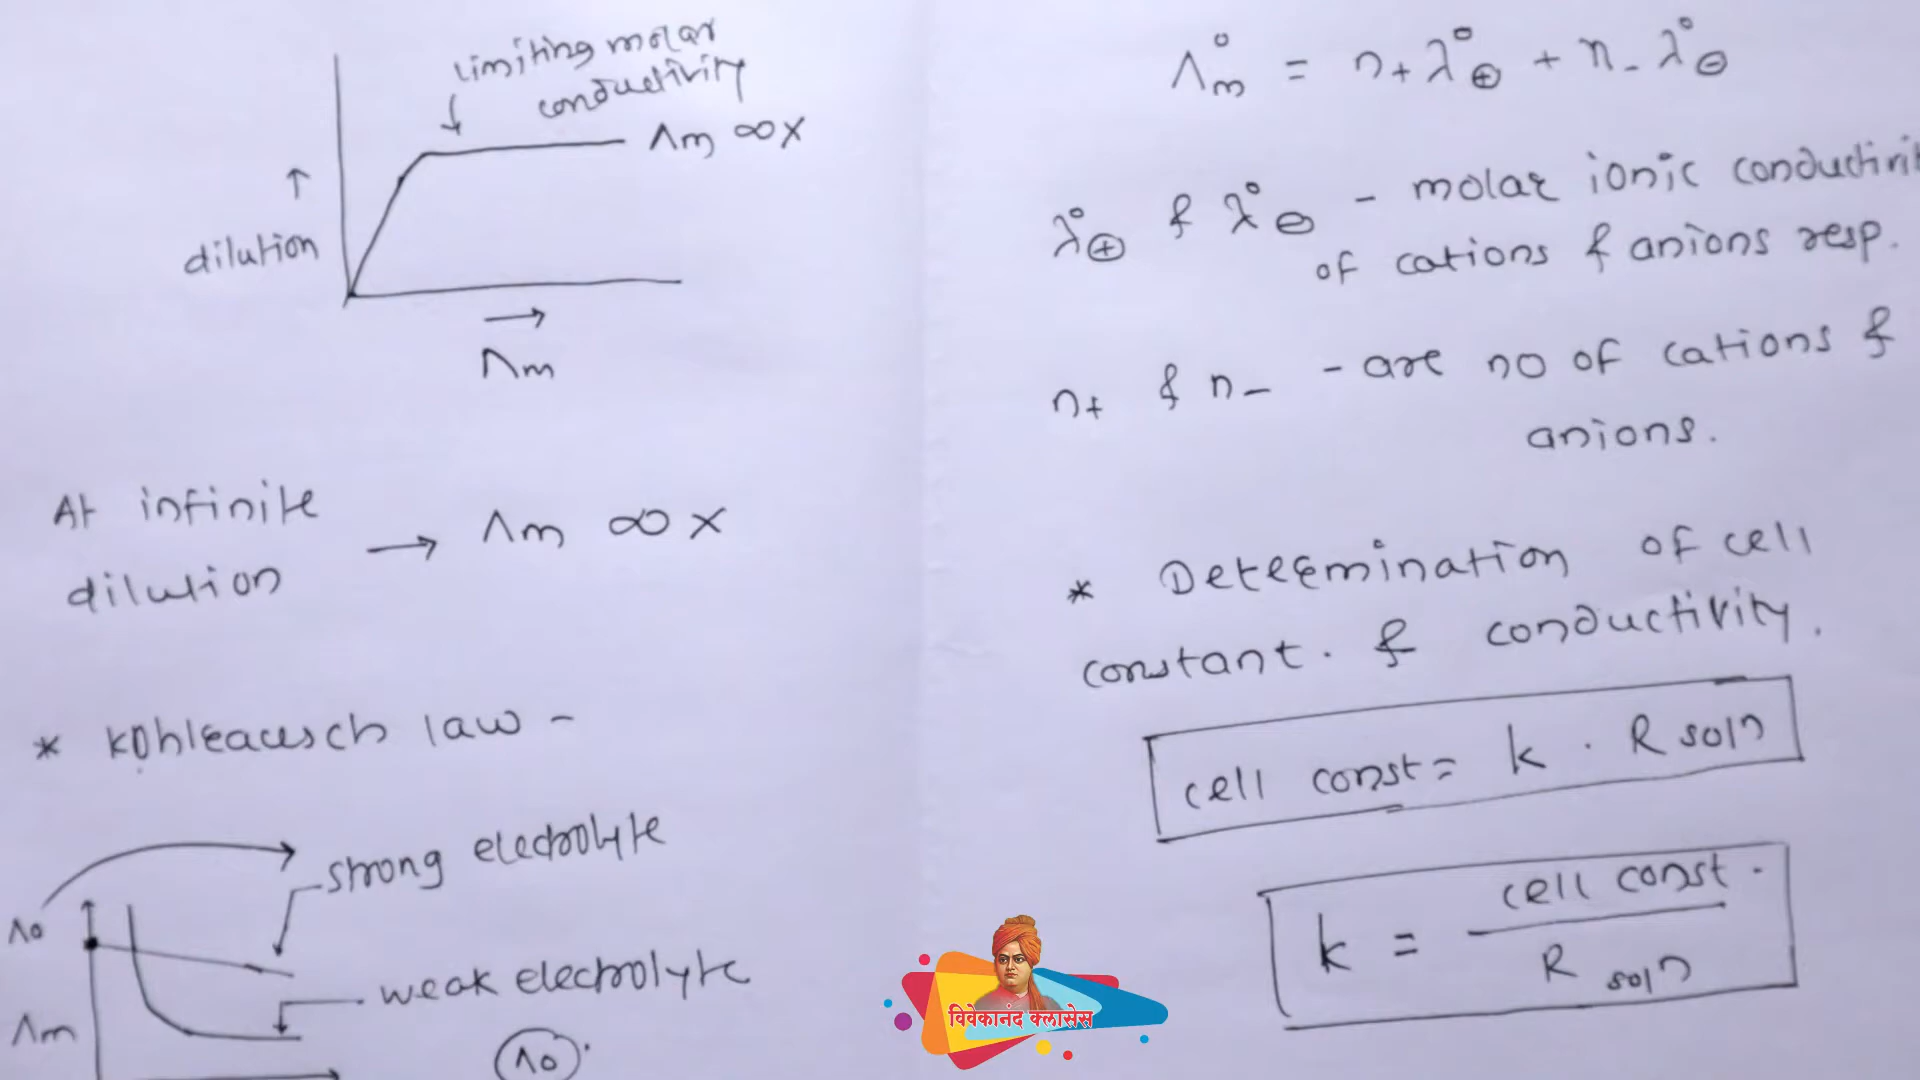 limiting molar
conductivity
↓
Λm ∞ X
↑
dilution
→
Λm
At infinite
dilution → Λm ∞ X
* Kohlrausch law -
strong electrolyte
Λo
weak electrolyte
Λm
Λo
Λ°m = n+ λ°⊕ + n- λ°⊖
λ°⊕ & λ°⊖ - molar ionic conductivit
of cations & anions resp.
n+ & n- - are no of cations &
anions.
* Determination of cell
constant. & conductivity.
cell const = k . R soln
k = cell const.
R soln
विवेकानंद क्लासेस